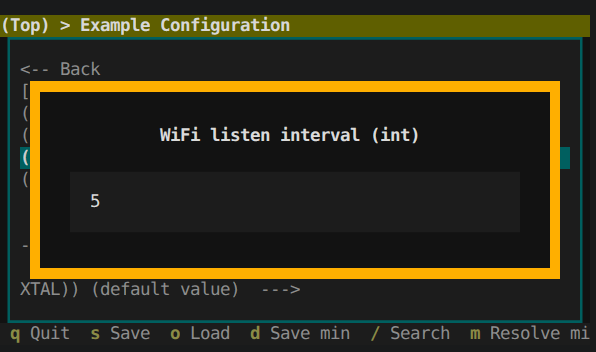 (Top) > Example Configuration
<-- Back
[
(
(
WiFi listen interval (int)
(
(
5
-
XTAL)) (default value)  --->
q Quit  s Save  o Load  d Save min  / Search  m Resolve mi